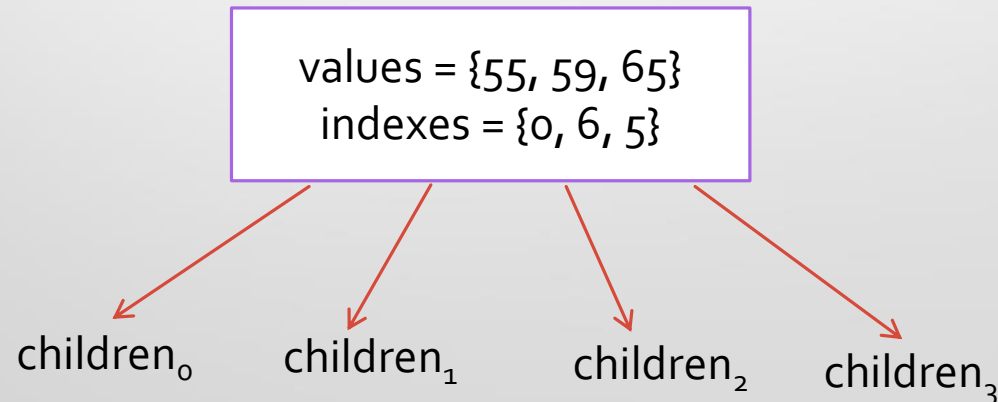 values = {55, 59, 65}
indexes = {0, 6, 5}
children₀ children₁ children₂ children₃